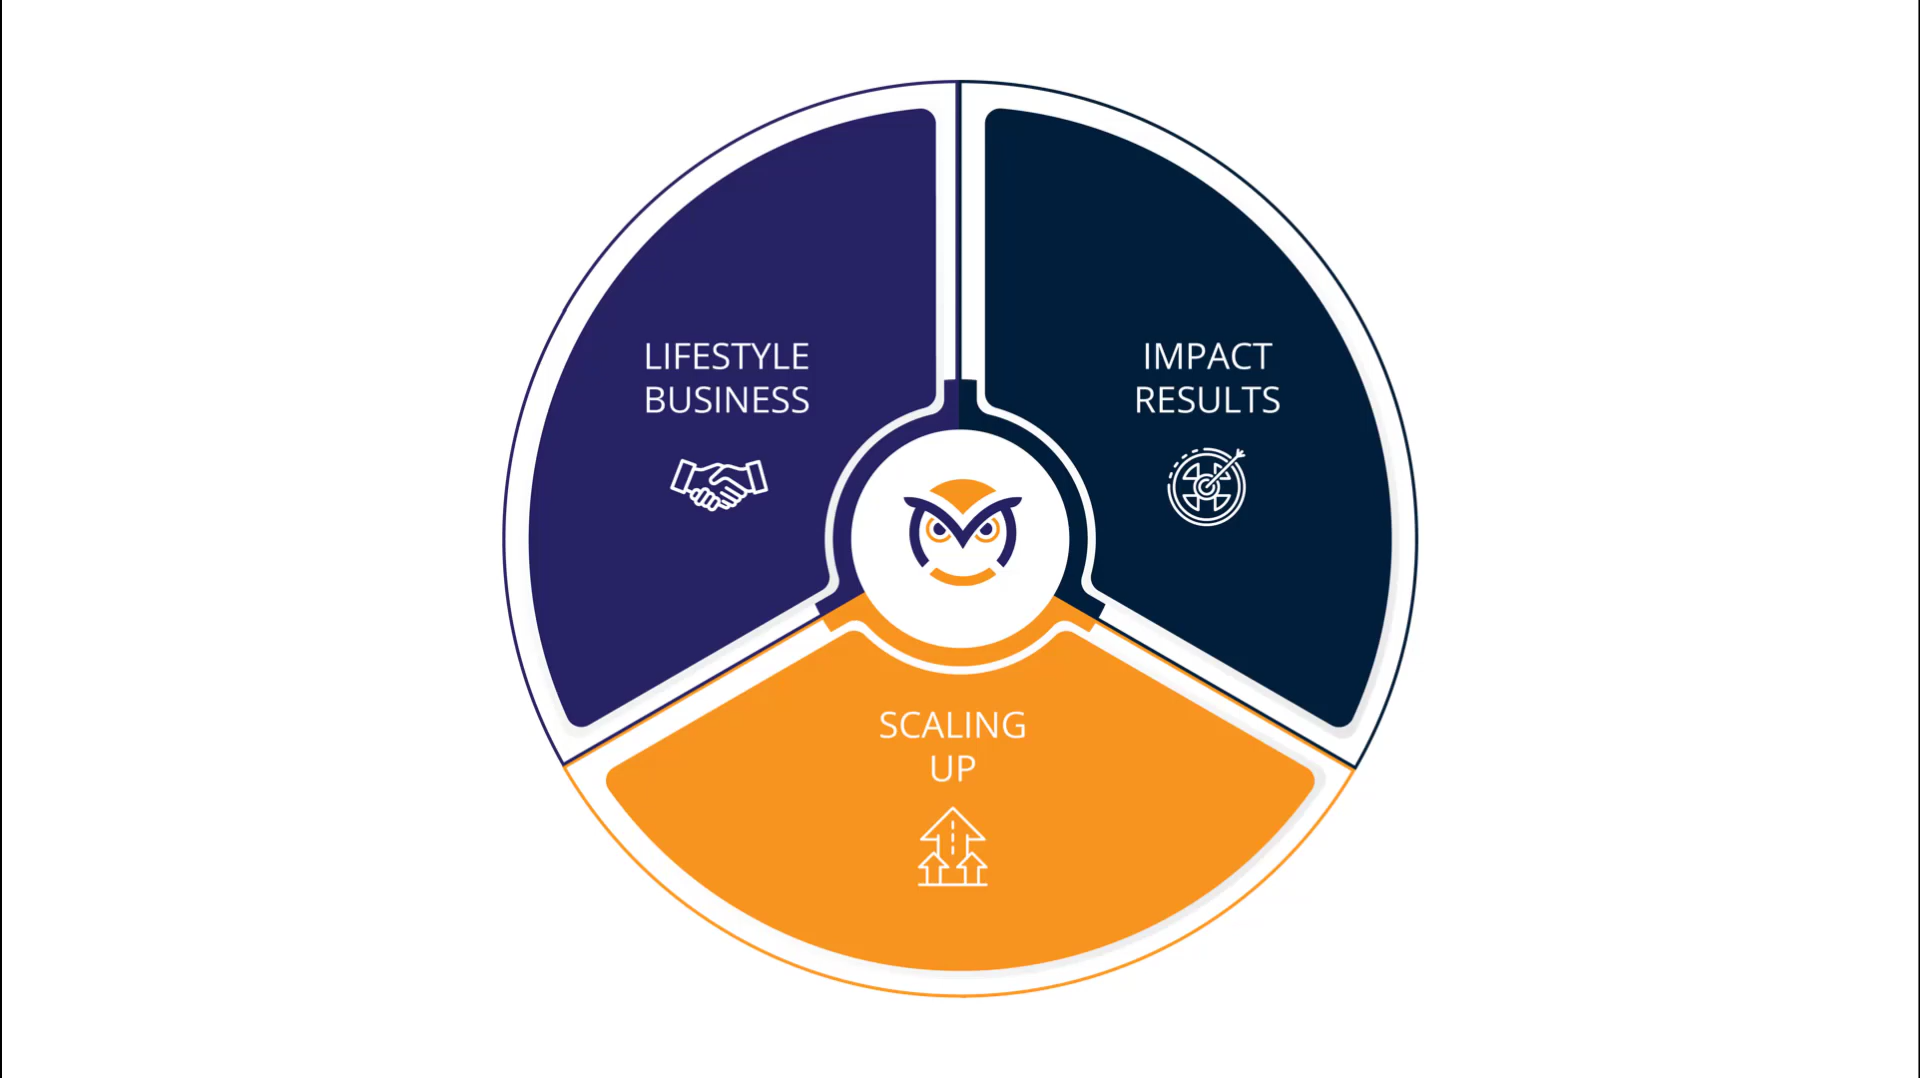 LIFESTYLE
BUSINESS
IMPACT
RESULTS
SCALING
UP